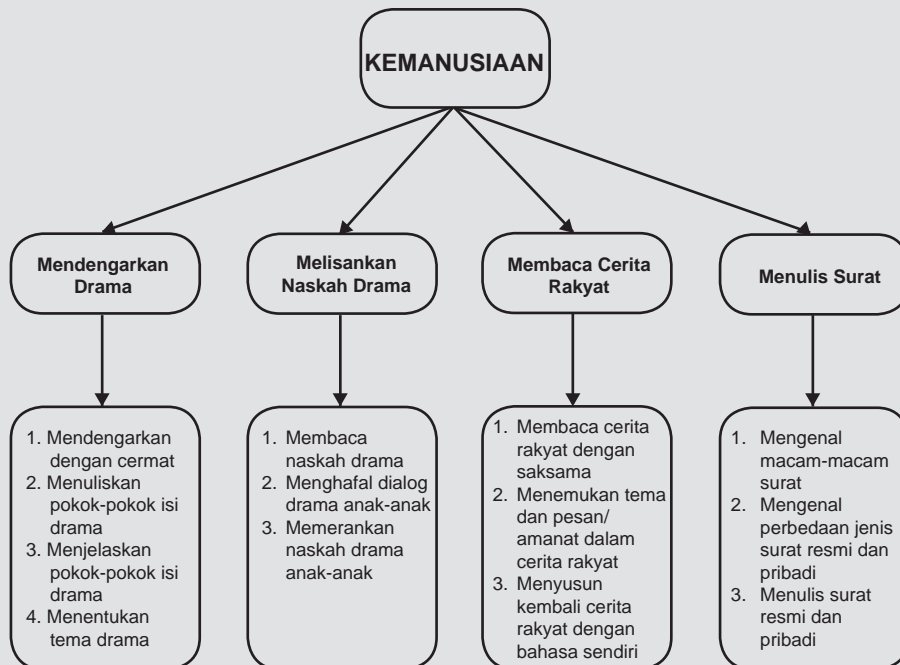 KEMANUSIAAN
Mendengarkan
Drama
Melisankan
Naskah Drama
Membaca Cerita
Rakyat
Menulis Surat
1. Mendengarkan
dengan cermat
2. Menuliskan
pokok-pokok isi
drama
3. Menjelaskan
pokok-pokok isi
drama
4. Menentukan
tema drama
1. Membaca
naskah drama
2. Menghafal dialog
drama anak-anak
3. Memerankan
naskah drama
anak-anak
1. Membaca cerita
rakyat dengan
saksama
2. Menemukan tema
dan pesan/
amanat dalam
cerita rakyat
3. Menyusun
kembali cerita
rakyat dengan
bahasa sendiri
1. Mengenal
macam-macam
surat
2. Mengenal
perbedaan jenis
surat resmi dan
pribadi
3. Menulis surat
resmi dan
pribadi